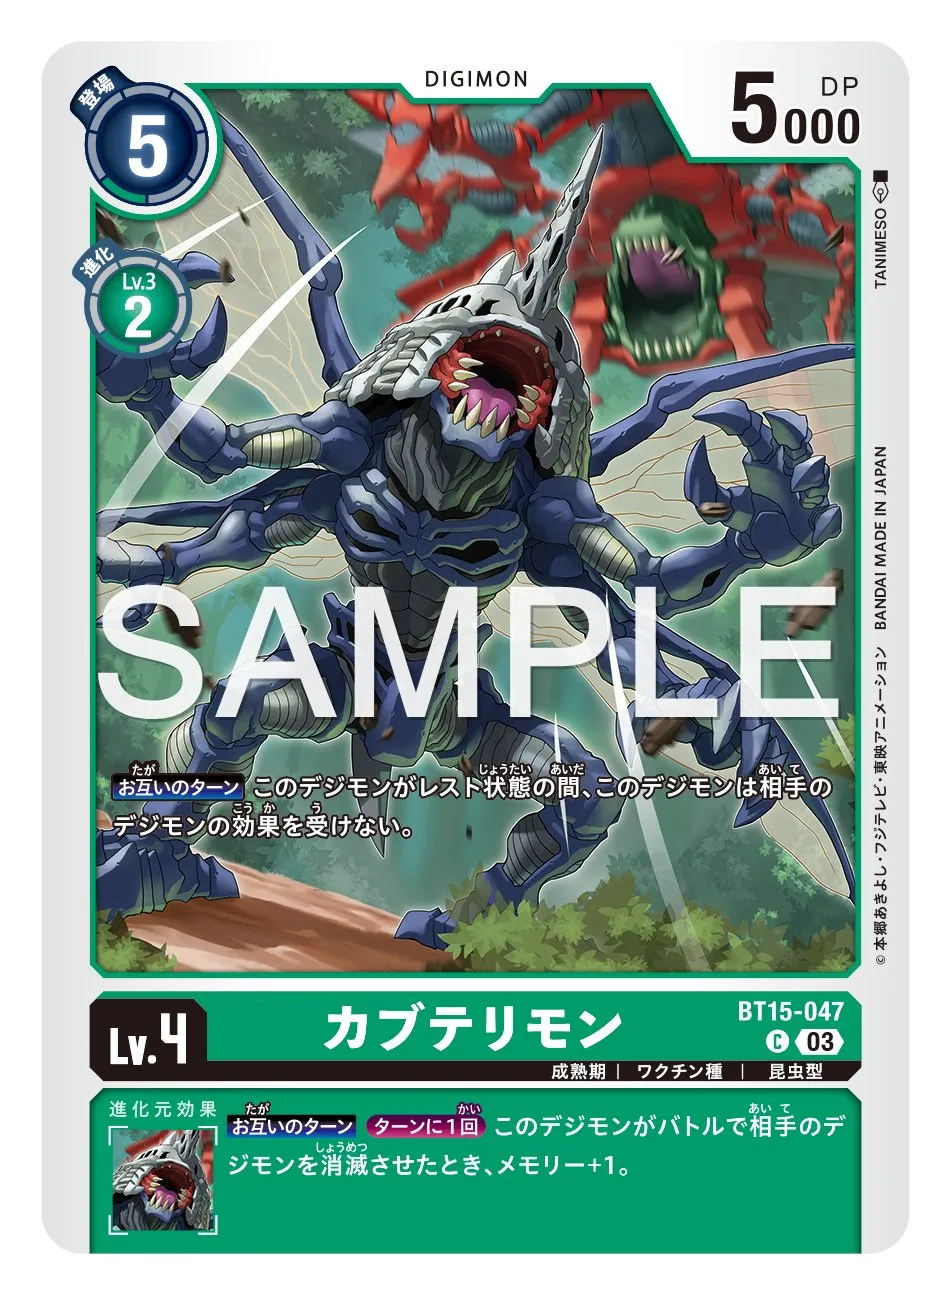 DIGIMON
登場
5
5000
DP
進化
Lv.3
2
TANIMESO
BANDAI MADE IN JAPAN
©本郷あきよし・フジテレビ・東映アニメーション
SAMPLE
お互いのターン このデジモンがレスト状態の間、このデジモンは相手の
デジモンの効果を受けない。
Lv.4
カブテリモン
BT15-047
C 03
成熟期 | ワクチン種 | 昆虫型
進化元効果
お互いのターン ターンに1回 このデジモンがバトルで相手のデ
ジモンを消滅させたとき、メモリー+1。